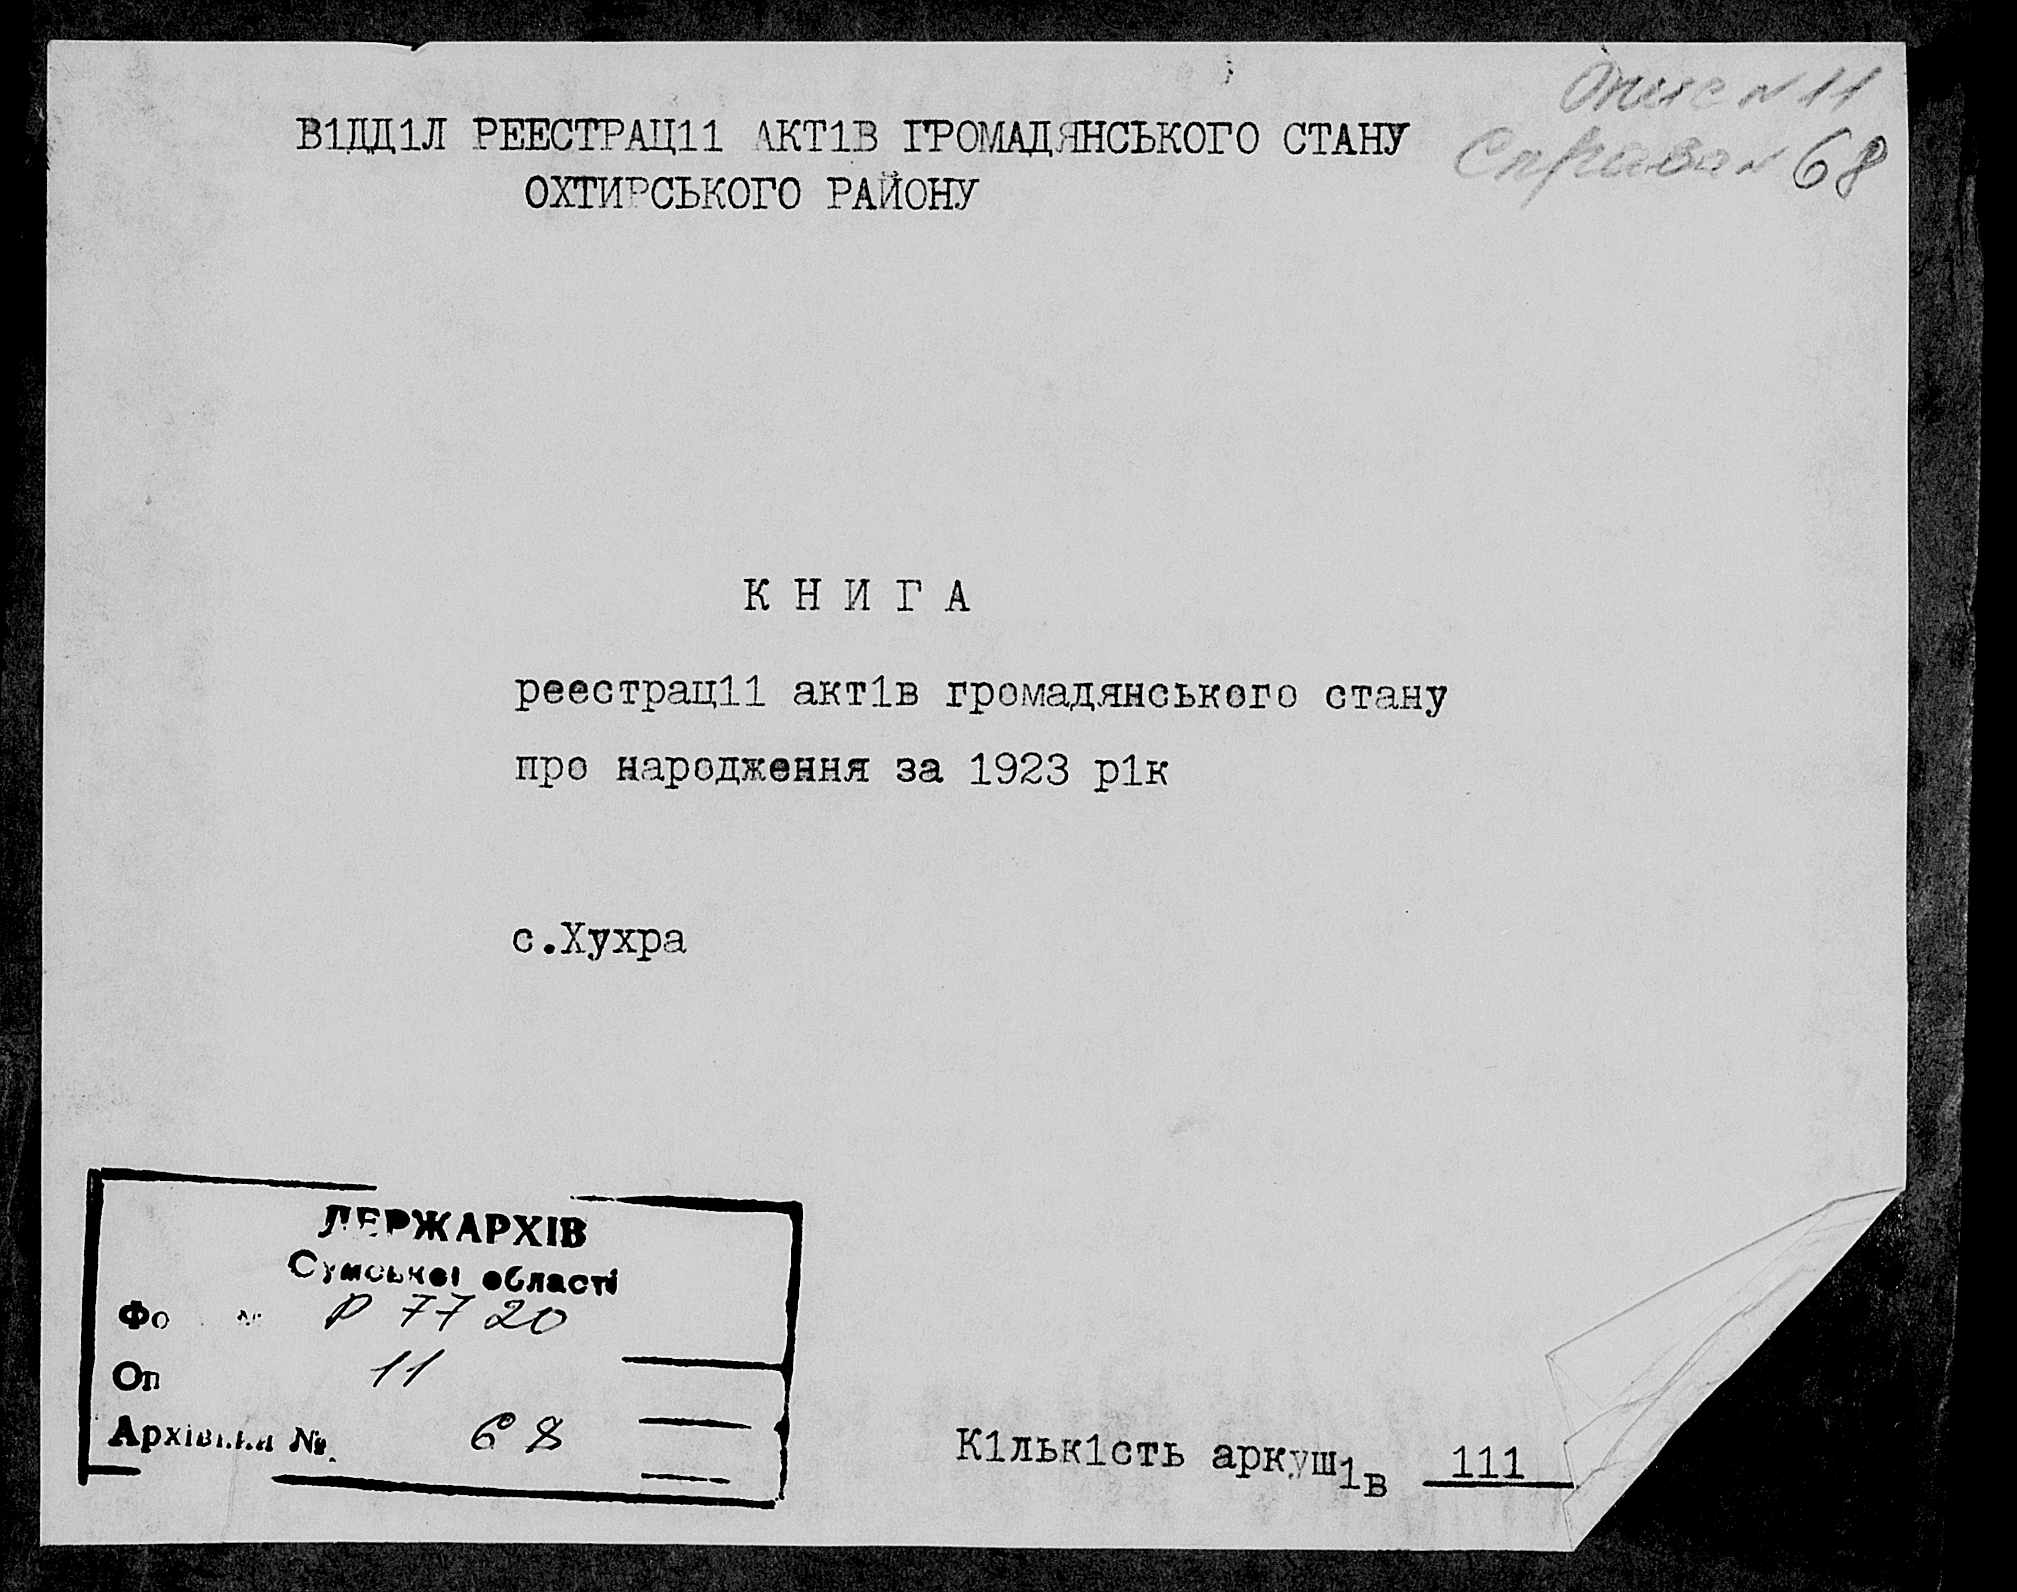 Опис N 11
Справа N 68
В1ДД1Л РЕЕСТРАЦ11 АКТ1В ГРОМАДЯНСЬКОГО СТАНУ
ОХТИРСЬКОГО РАЙОНУ
К Н И Г А
реестрац11 акт1в громадянського стану
про народження за 1923 р1к
с.Хухра
ДЕРЖАРХІВ
Сумської області
Фо № Р 7720
Оп 11
Архівна № 68
К1льк1сть аркуш1в 111